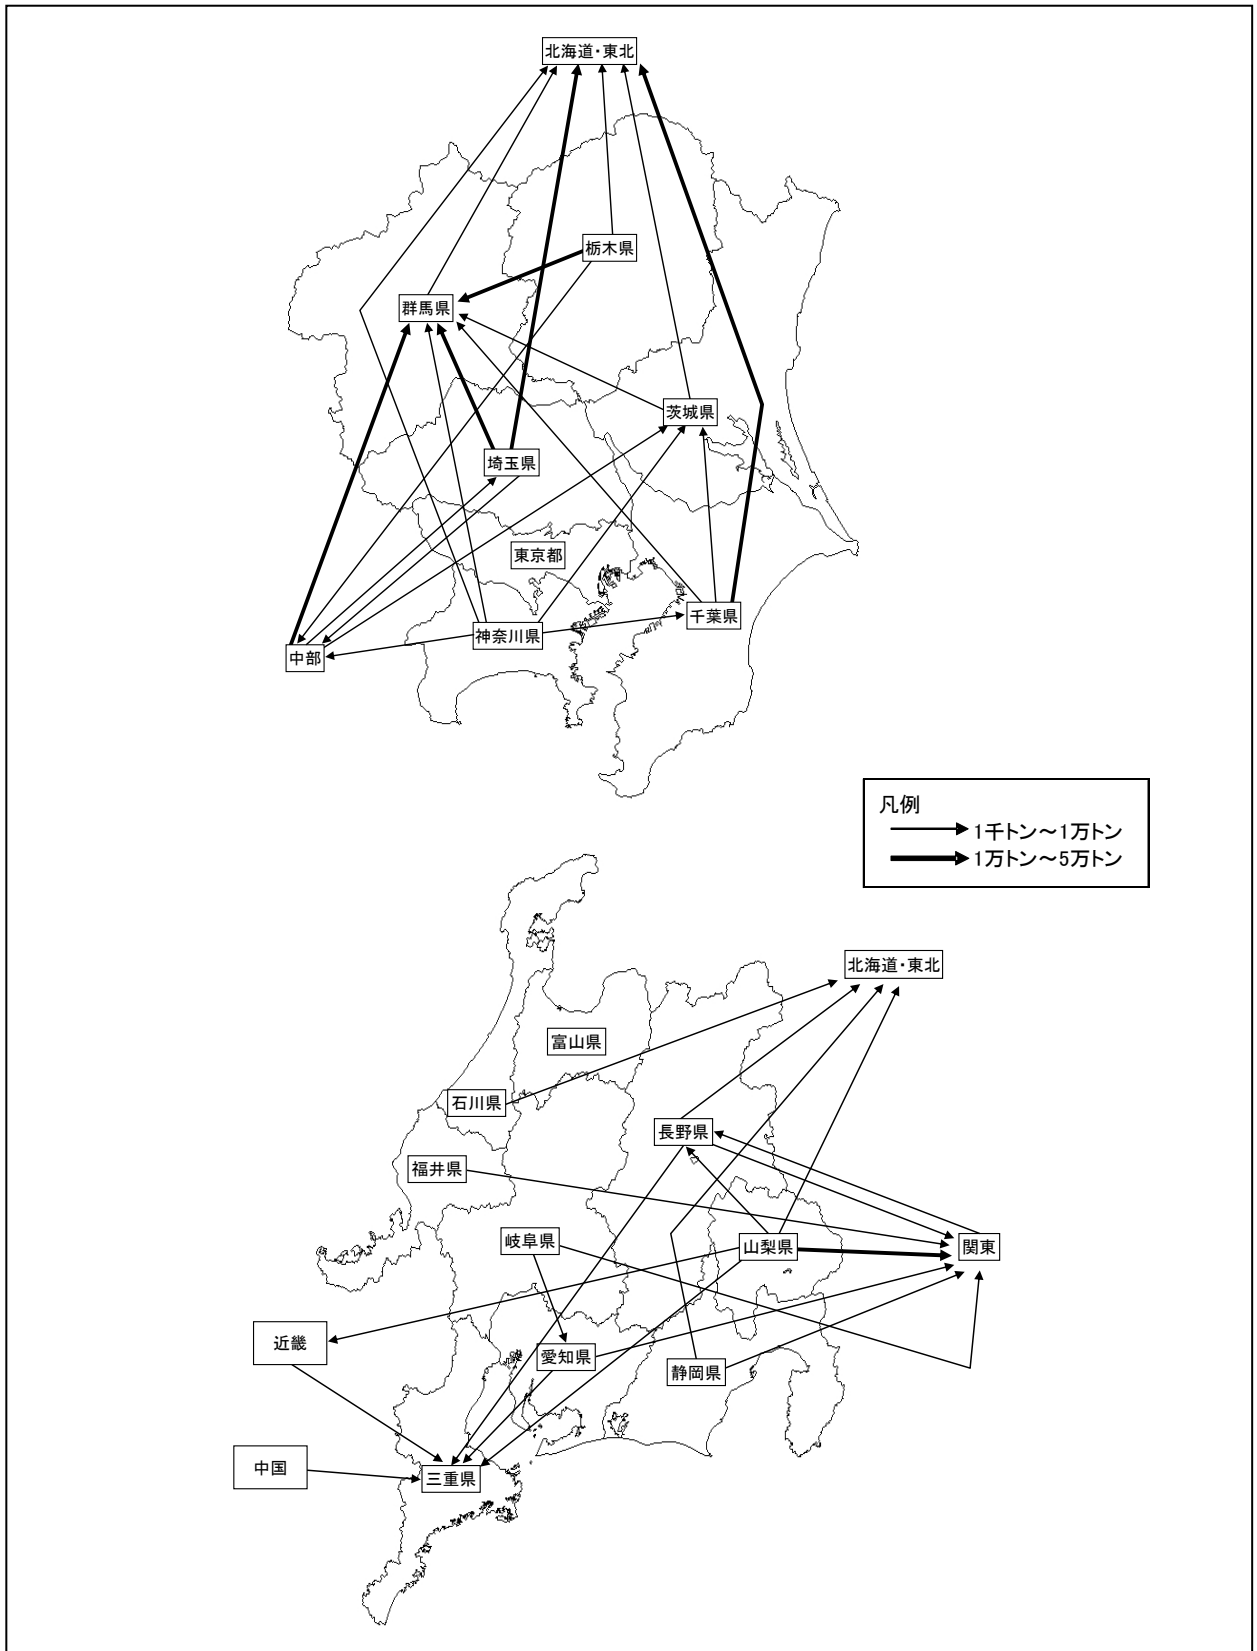 北海道・東北
栃木県
群馬県
茨城県
埼玉県
東京都
千葉県
神奈川県
中部
凡例
1千トン～1万トン
1万トン～5万トン
北海道・東北
富山県
石川県
長野県
福井県
岐阜県
山梨県
関東
近畿
愛知県
静岡県
中国
三重県